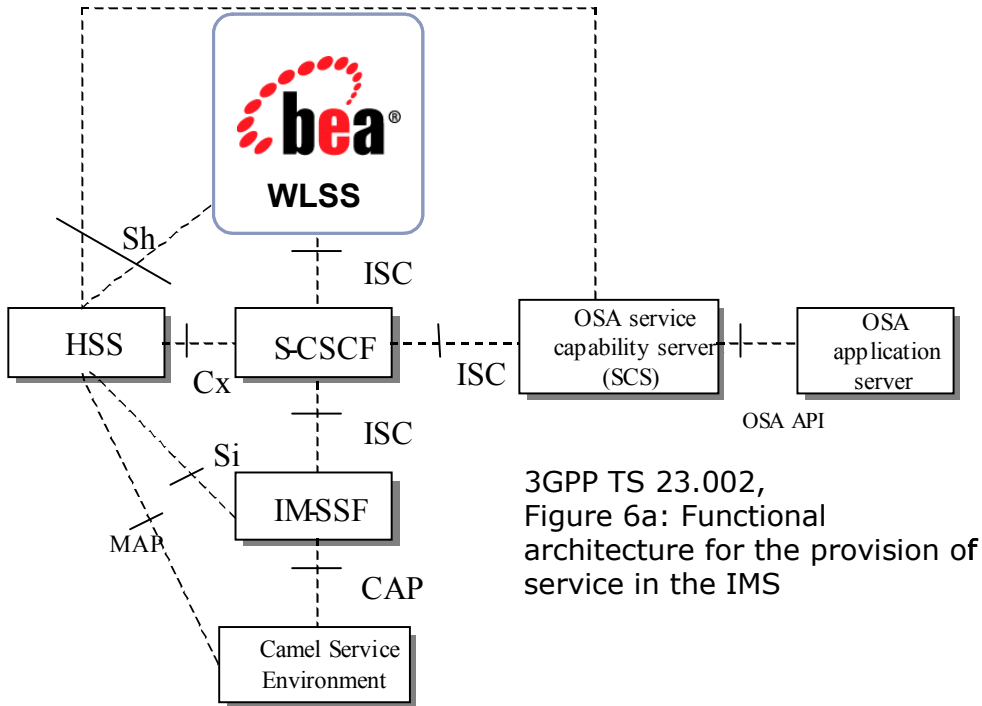 bea®
WLSS
Sh
ISC
HSS
S-CSCF
OSA service
capability server
(SCS)
OSA
application
server
Cx
ISC
OSA API
ISC
Si
IM-SSF
MAP
3GPP TS 23.002,
Figure 6a: Functional
architecture for the provision of
service in the IMS
CAP
Camel Service
Environment